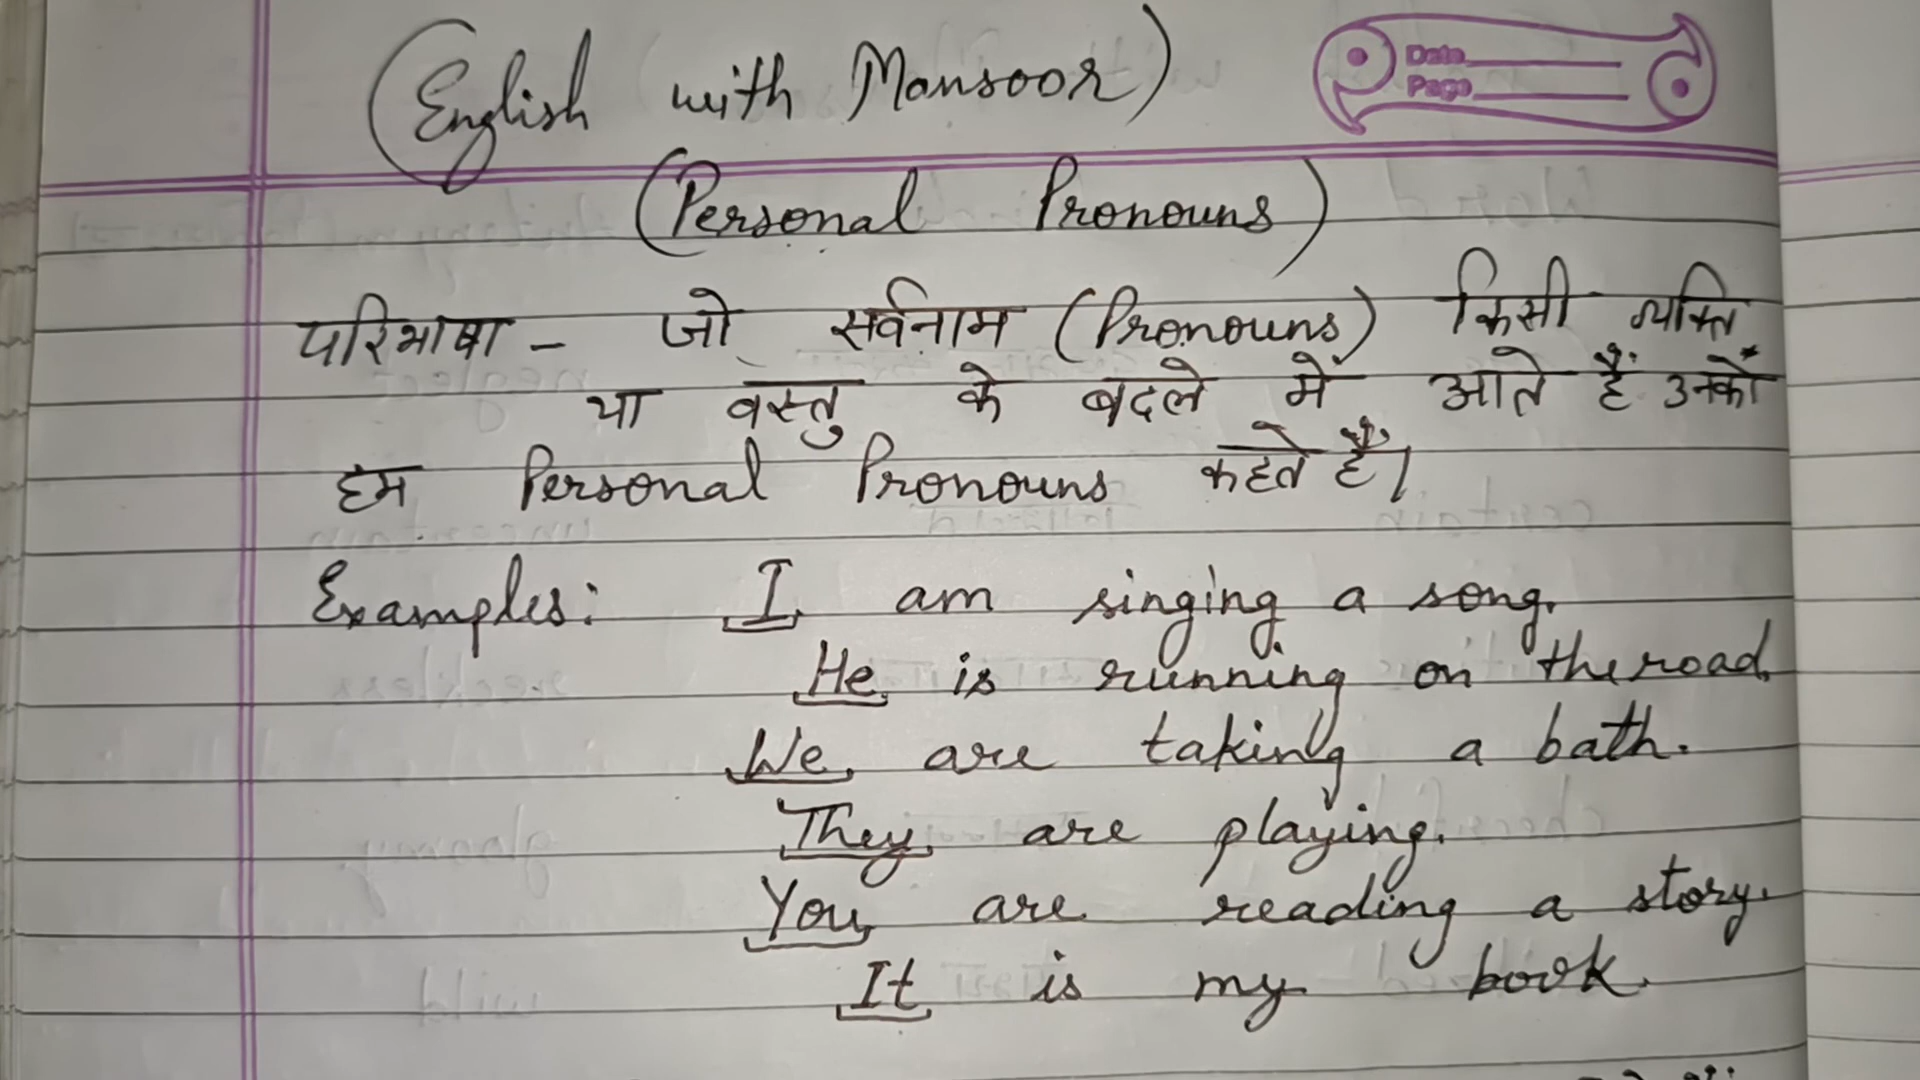 (English with Mansoor)
Date
Page
(Personal Pronouns)
परिभाषा - जो सर्वनाम (Pronouns) किसी व्यक्ति
या वस्तु के बदले में आते हैं उनको
हम Personal Pronouns कहते हैं।
Examples: I am singing a song.
He is running on the road.
We are taking a bath.
They are playing.
You are reading a story.
It is my book.